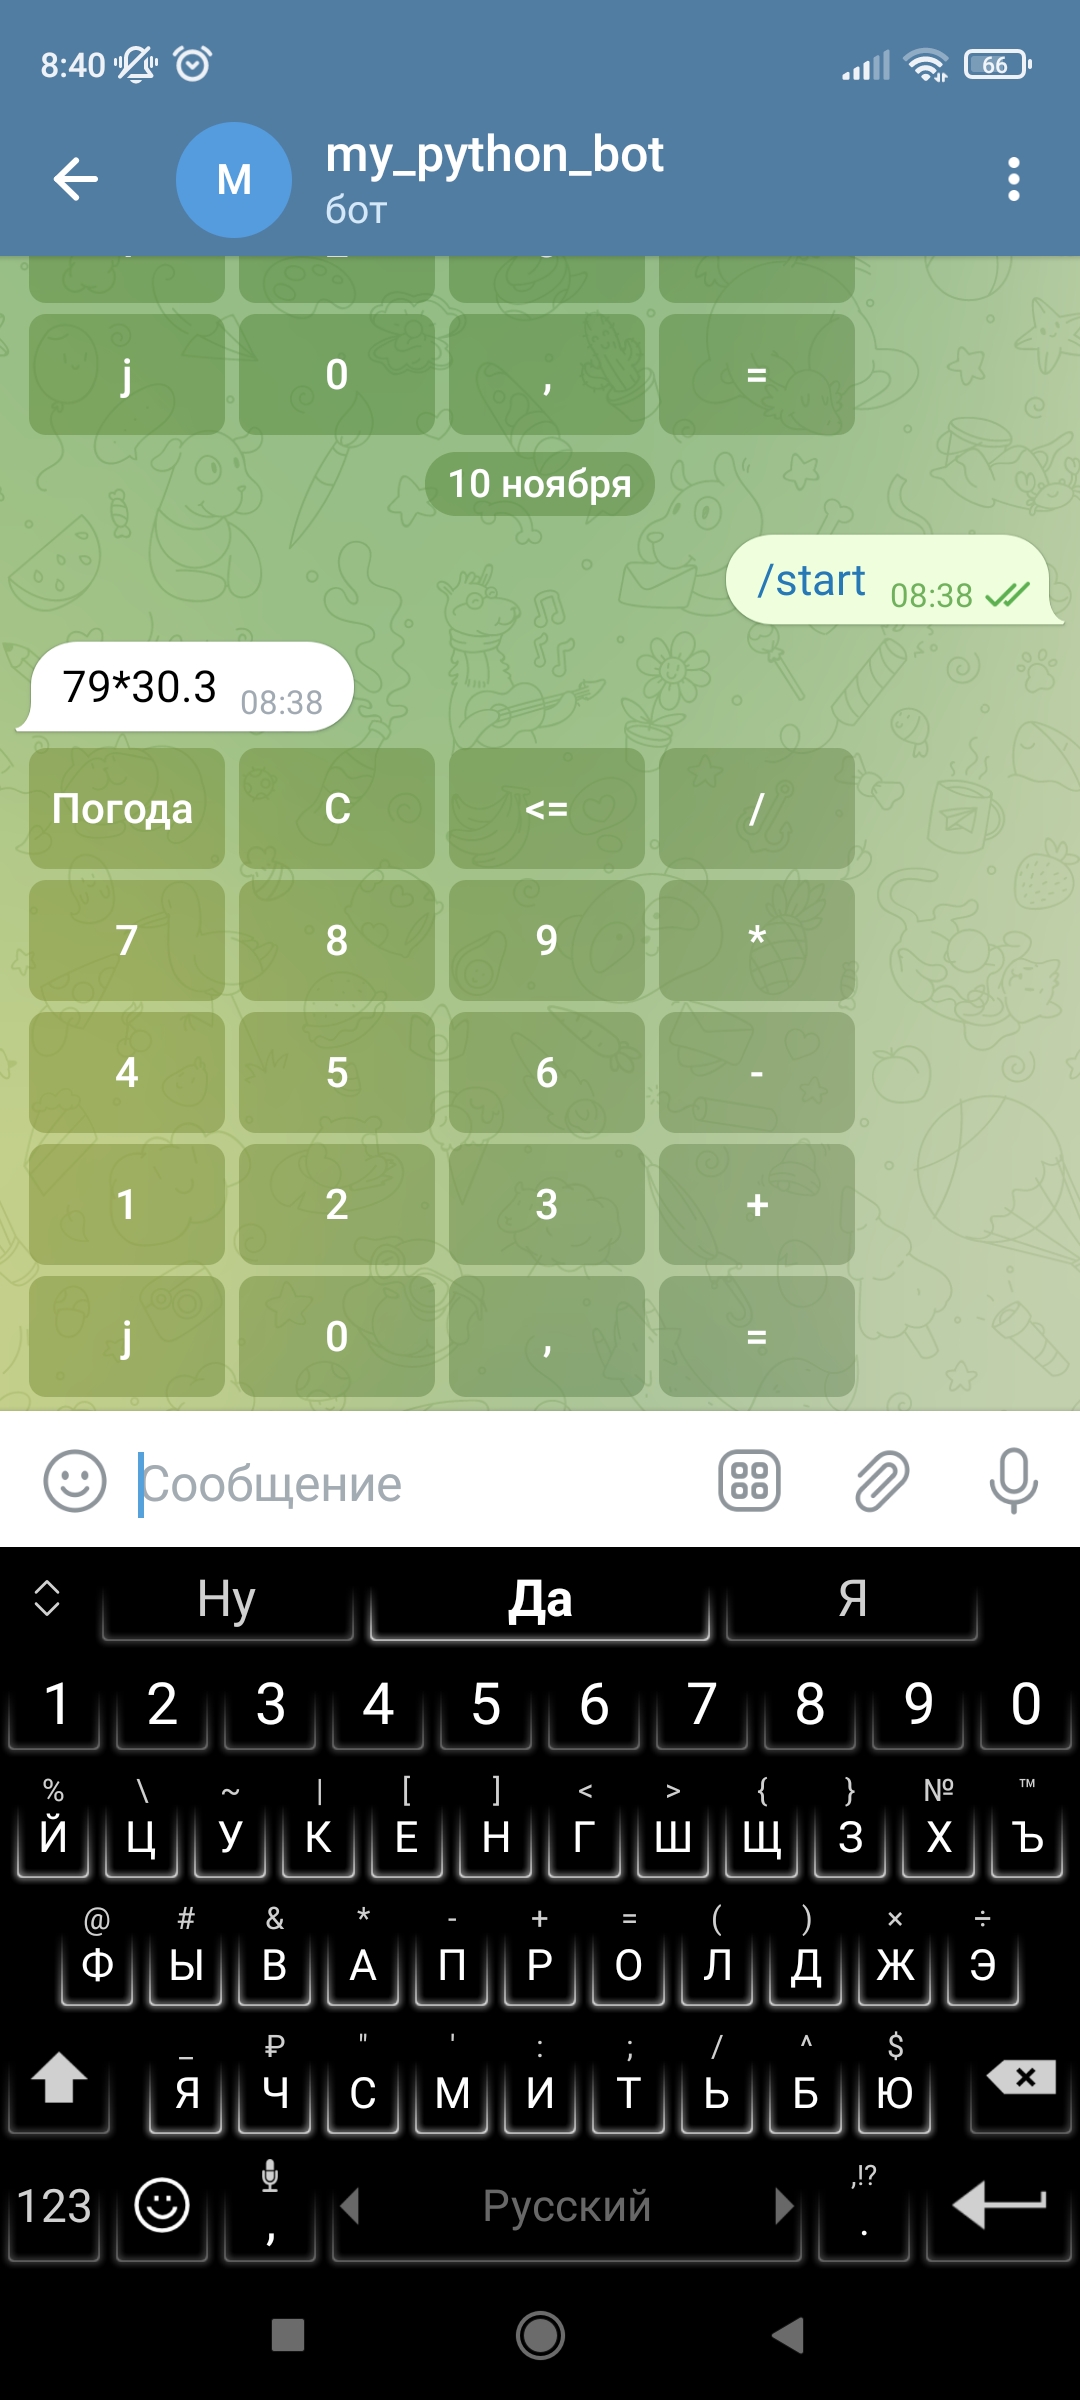 8:40
66
M
my_python_bot
бот
j 0 , =
10 ноября
/start 08:38
79*30.3 08:38
Погода C <= /
7 8 9 *
4 5 6 -
1 2 3 +
j 0 , =
Сообщение
Ну Да Я
1 2 3 4 5 6 7 8 9 0
% \ ~ | [ ] < > { } № ™
Й Ц У К Е Н Г Ш Щ З Х Ъ
@ # & * - + = ( ) × ÷
Ф Ы В А П Р О Л Д Ж Э
_ ₽ " ' : ; / ^ $
Я Ч С М И Т Ь Б Ю
,!?
123 , Русский .